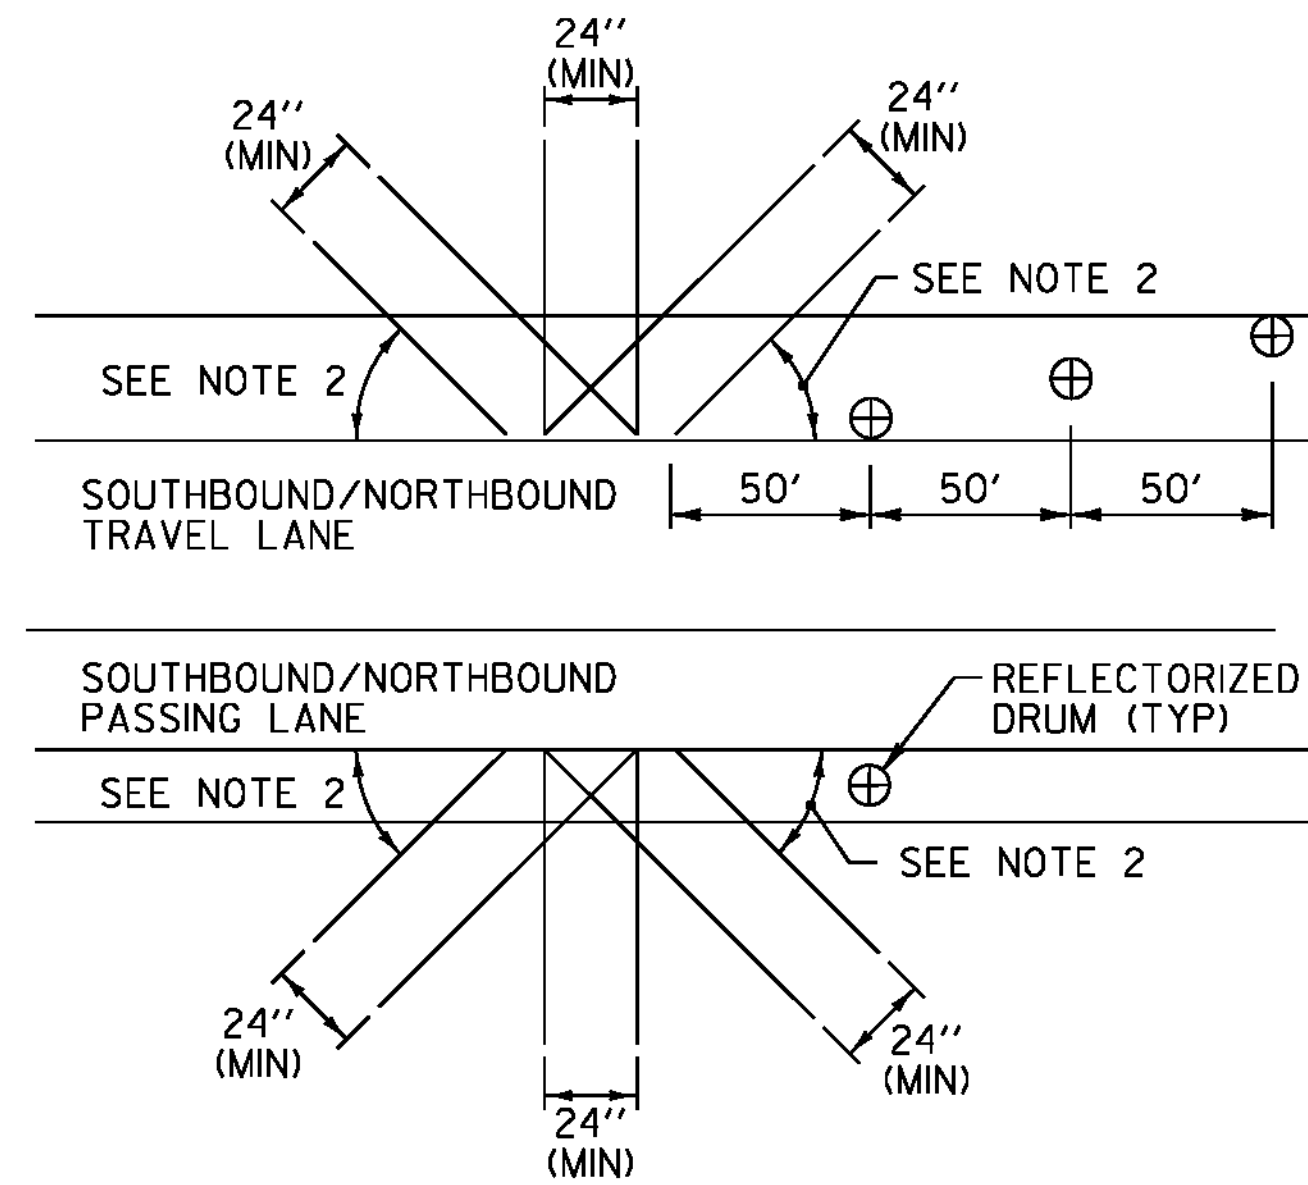 24''
(MIN)
24''
(MIN)
24''
(MIN)
SEE NOTE 2
SEE NOTE 2
SOUTHBOUND/NORTHBOUND
TRAVEL LANE
50'
50'
50'
SOUTHBOUND/NORTHBOUND
PASSING LANE
REFLECTORIZED
DRUM (TYP)
SEE NOTE 2
SEE NOTE 2
24''
(MIN)
24''
(MIN)
24''
(MIN)